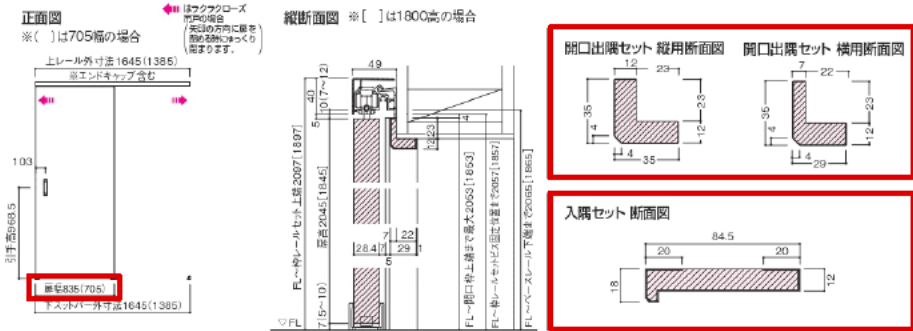 正面図
※( )は705幅の場合
はラクラクローズ
吊戸の場合
矢印の方向に扉を
閉める時にゆっくり
閉まります。
上レール外寸法1645(1385)
※エンドキャップ含む
103
引手高968.5
扉幅835(705)
下スットバー外寸法1645(1385)
縦断面図 ※[ ]は1800高の場合
49
40
10(7~12)
5
4
12
23
FL~枠レールセット上端2097[1897]
扉高2045[1845]
7
22
28.4
7
29
1
5
7(5~10)
▽FL
FL~開口枠上端まで最大2053[1853]
FL~枠レールセットビス固定位置まで2057[1857]
FL~ベースレール下端まで2065[1865]
開口出隅セット 縦用断面図
12
23
35
4
23
12
4
35
開口出隅セット 横用断面図
7
22
35
4
23
12
4
29
入隅セット 断面図
84.5
20
20
18
12